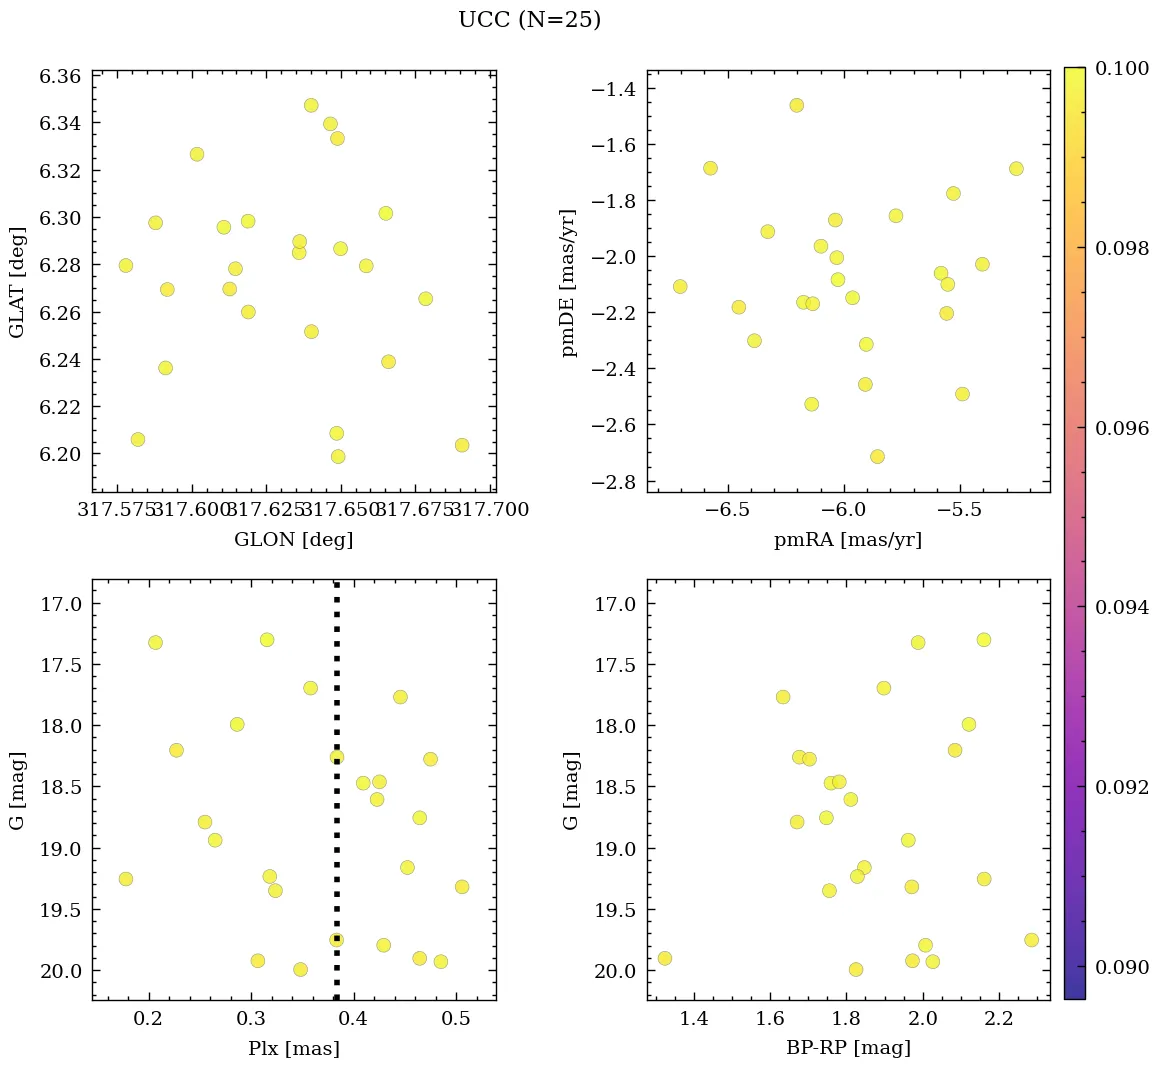 UCC (N=25)
6.36
6.34
6.32
6.30
6.28
6.26
6.24
6.22
6.20
GLAT [deg]
317.575 317.600 317.625 317.650 317.675 317.700
GLON [deg]
−1.4
−1.6
−1.8
−2.0
−2.2
−2.4
−2.6
−2.8
pmDE [mas/yr]
−6.5 −6.0 −5.5
pmRA [mas/yr]
17.0
17.5
18.0
18.5
19.0
19.5
20.0
G [mag]
0.2 0.3 0.4 0.5
Plx [mas]
17.0
17.5
18.0
18.5
19.0
19.5
20.0
G [mag]
1.4 1.6 1.8 2.0 2.2
BP-RP [mag]
0.100
0.098
0.096
0.094
0.092
0.090